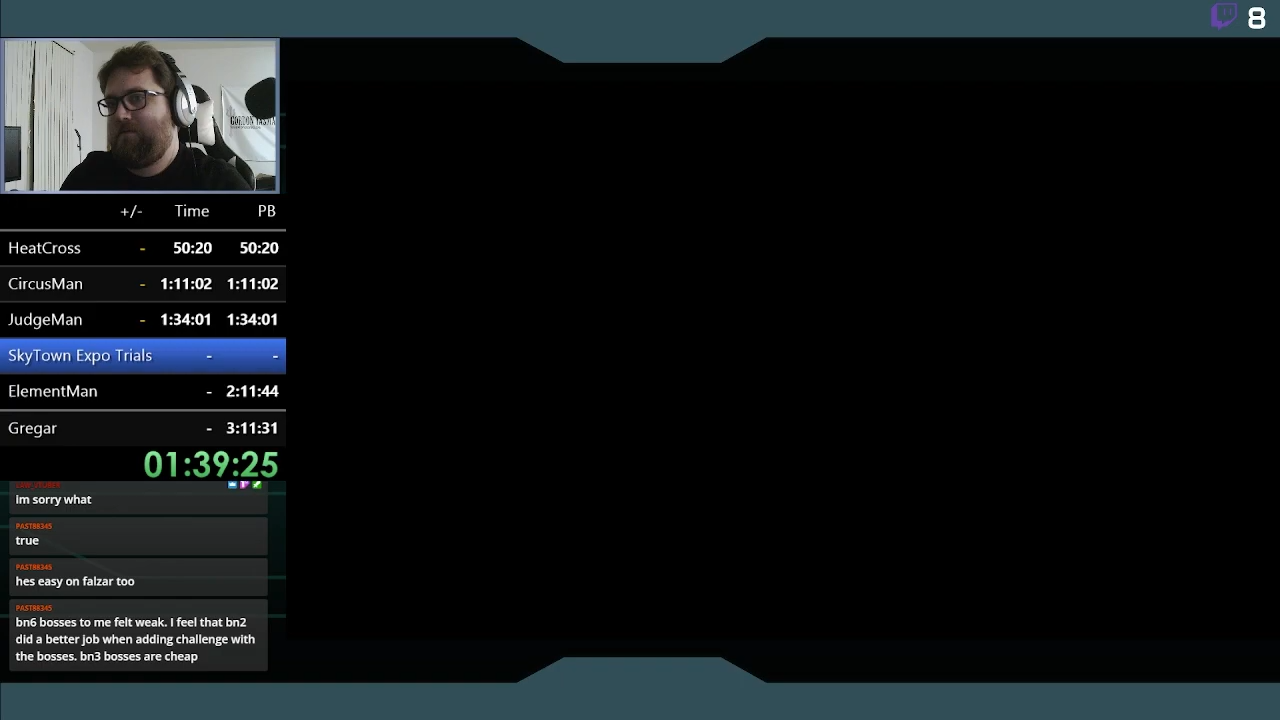 8
GORDON
+/- Time PB
HeatCross - 50:20 50:20
CircusMan - 1:11:02 1:11:02
JudgeMan - 1:34:01 1:34:01
SkyTown Expo Trials - -
ElementMan - 2:11:44
Gregar - 3:11:31
01:39:25
im sorry what
PAST88345
true
PAST88345
hes easy on falzar too
PAST88345
bn6 bosses to me felt weak. I feel that bn2
did a better job when adding challenge with
the bosses. bn3 bosses are cheap